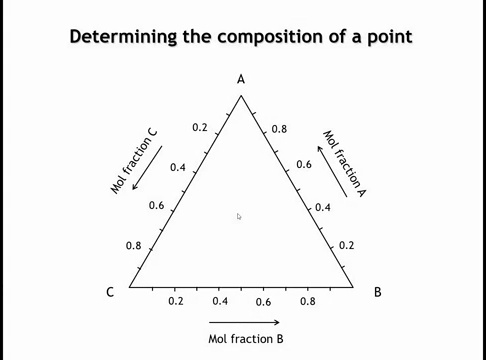 Determining the composition of a point
A
0.2
0.8
Mol fraction C
Mol fraction A
0.4
0.6
0.6
0.4
0.8
0.2
C
B
0.2
0.4
0.6
0.8
Mol fraction B